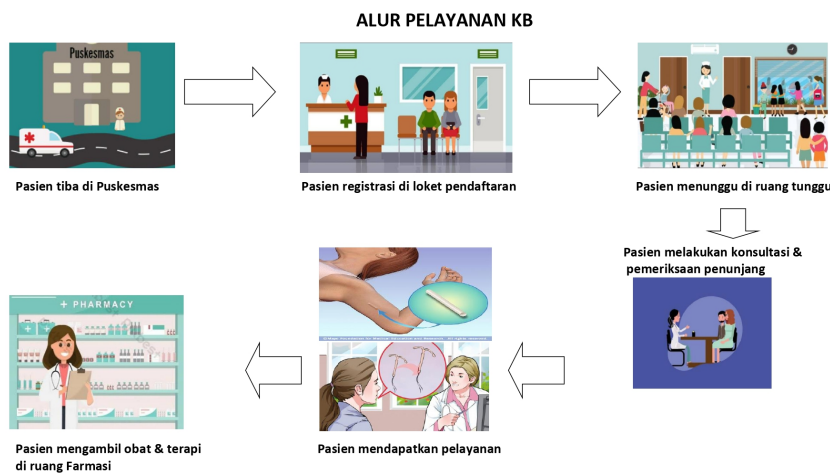 ALUR PELAYANAN KB
Puskesmas
Pasien tiba di Puskesmas
Pasien registrasi di loket pendaftaran
Pasien menunggu di ruang tunggu
Pasien melakukan konsultasi &
pemeriksaan penunjang
Pasien mendapatkan pelayanan
+ PHARMACY
Pasien mengambil obat & terapi
di ruang Farmasi